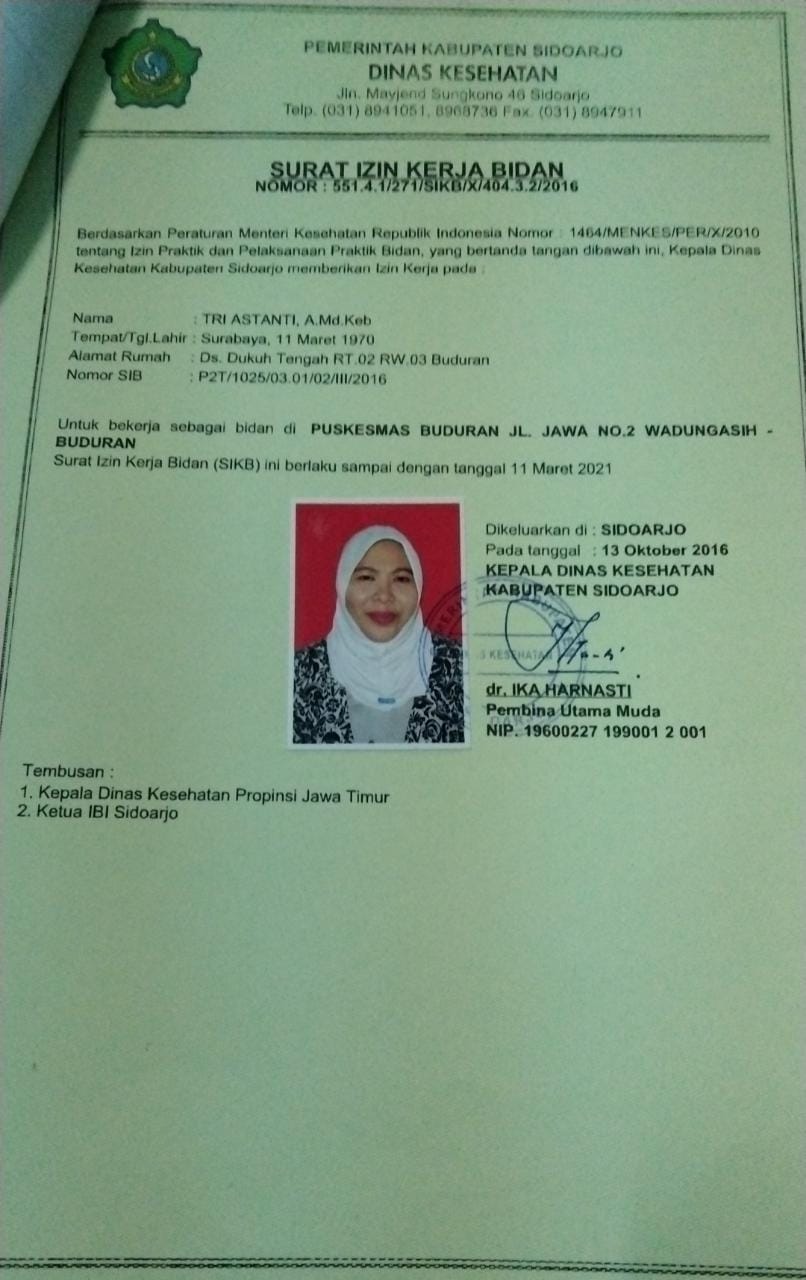 PEMERINTAH KABUPATEN SIDOARJO
DINAS KESEHATAN
Jln. Mayjend Sungkono 46 Sidoarjo
Telp. (031) 8941051, 8968736 Fax. (031) 8947911
SURAT IZIN KERJA BIDAN
NOMOR : 551.4.1/271/SIKB/X/404.3.2/2016
Berdasarkan Peraturan Menteri Kesehatan Republik Indonesia Nomor : 1464/MENKES/PER/X/2010
tentang Izin Praktik dan Pelaksanaan Praktik Bidan, yang bertanda tangan dibawah ini, Kepala Dinas
Kesehatan Kabupaten Sidoarjo memberikan Izin Kerja pada :
Nama : TRI ASTANTI, A.Md.Keb
Tempat/Tgl.Lahir : Surabaya, 11 Maret 1970
Alamat Rumah : Ds. Dukuh Tengah RT.02 RW.03 Buduran
Nomor SIB : P2T/1025/03.01/02/III/2016
Untuk bekerja sebagai bidan di PUSKESMAS BUDURAN JL. JAWA NO.2 WADUNGASIH -
BUDURAN
Surat Izin Kerja Bidan (SIKB) ini berlaku sampai dengan tanggal 11 Maret 2021
Dikeluarkan di : SIDOARJO
Pada tanggal : 13 Oktober 2016
KEPALA DINAS KESEHATAN
KABUPATEN SIDOARJO
dr. IKA HARNASTI
Pembina Utama Muda
NIP. 19600227 199001 2 001
Tembusan :
1. Kepala Dinas Kesehatan Propinsi Jawa Timur
2. Ketua IBI Sidoarjo